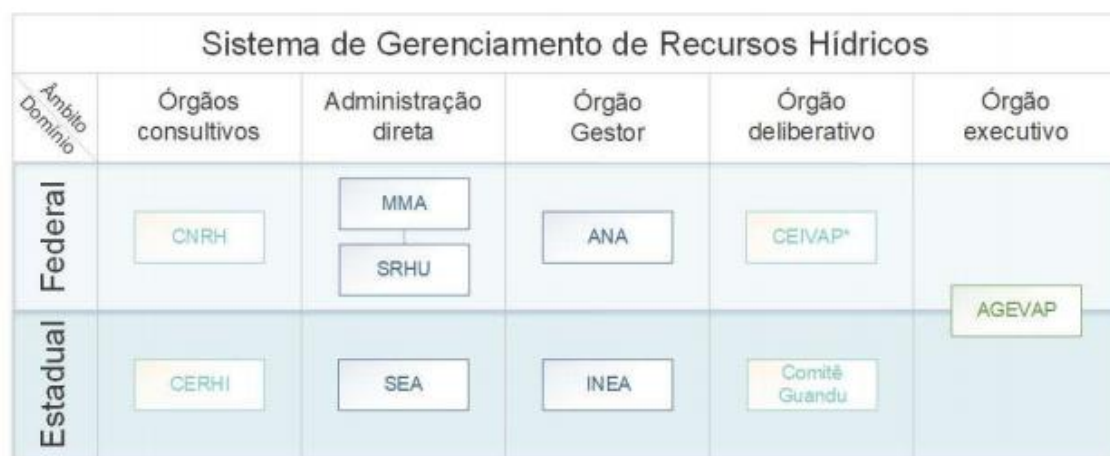 Sistema de Gerenciamento de Recursos Hídricos
Âmbito
Domínio
Órgãos
consultivos
Administração
direta
Órgão
Gestor
Órgão
deliberativo
Órgão
executivo
Federal
CNRH
MMA
SRHU
ANA
CEIVAP*
AGEVAP
Estadual
CERHI
SEA
INEA
Comitê
Guandu